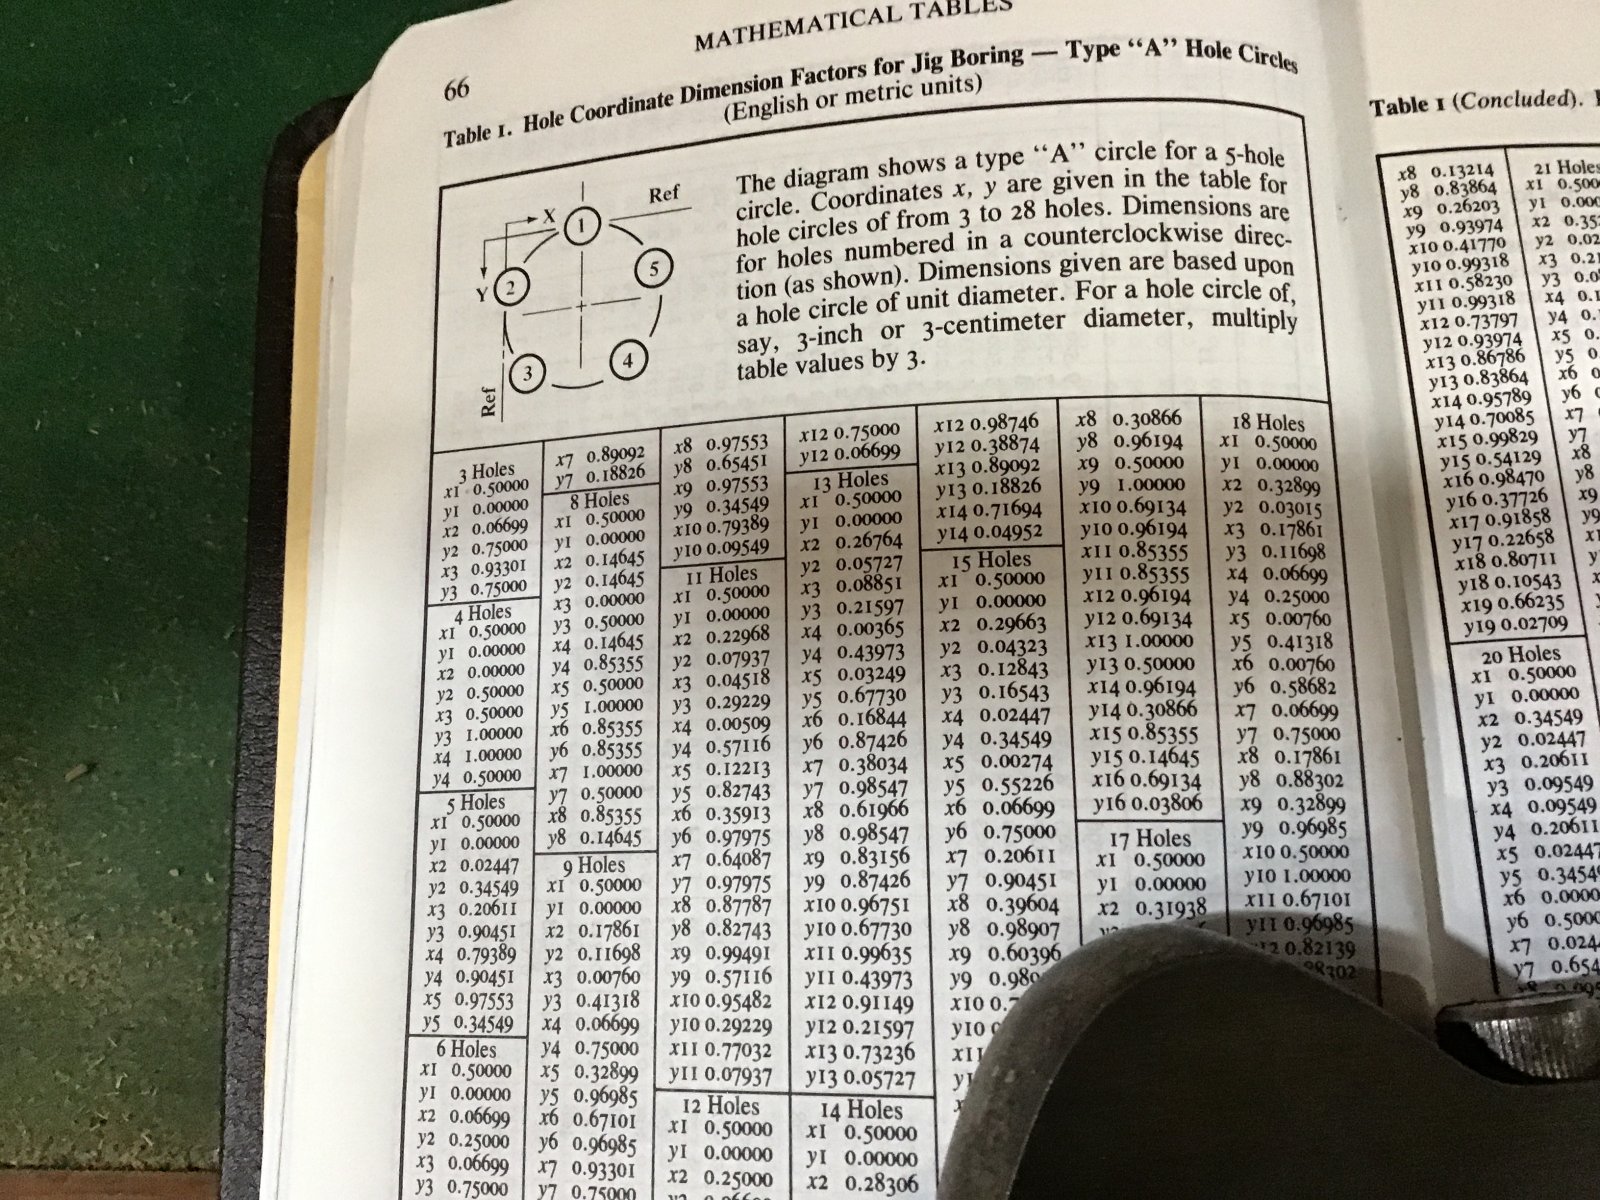 MATHEMATICAL TABLES
66
Table 1. Hole Coordinate Dimension Factors for Jig Boring — Type “A” Hole Circles
(English or metric units)
Ref
X
1
5
Y
2
4
3
Ref
The diagram shows a type “A” circle for a 5-hole
circle. Coordinates x, y are given in the table for
hole circles of from 3 to 28 holes. Dimensions are
for holes numbered in a counterclockwise direc-
tion (as shown). Dimensions given are based upon
a hole circle of unit diameter. For a hole circle of,
say, 3-inch or 3-centimeter diameter, multiply
table values by 3.
3 Holes
x1 0.50000
y1 0.00000
x2 0.06699
y2 0.75000
x3 0.93301
y3 0.75000
4 Holes
x1 0.50000
y1 0.00000
x2 0.00000
y2 0.50000
x3 0.50000
y3 1.00000
x4 1.00000
y4 0.50000
5 Holes
x1 0.50000
y1 0.00000
x2 0.02447
y2 0.34549
x3 0.20611
y3 0.90451
x4 0.79389
y4 0.90451
x5 0.97553
y5 0.34549
6 Holes
x1 0.50000
y1 0.00000
x2 0.06699
y2 0.25000
x3 0.06699
y3 0.75000
x7 0.89092
y7 0.18826
8 Holes
x1 0.50000
y1 0.00000
x2 0.14645
y2 0.14645
x3 0.00000
y3 0.50000
x4 0.14645
y4 0.85355
x5 0.50000
y5 1.00000
x6 0.85355
y6 0.85355
x7 1.00000
y7 0.50000
x8 0.85355
y8 0.14645
9 Holes
x1 0.50000
y1 0.00000
x2 0.17861
y2 0.11698
x3 0.00760
y3 0.41318
x4 0.06699
y4 0.75000
x5 0.32899
y5 0.96985
x6 0.67101
y6 0.96985
x7 0.93301
y7 0.75000
x8 0.97553
y8 0.65451
x9 0.97553
y9 0.34549
x10 0.79389
y10 0.09549
11 Holes
x1 0.50000
y1 0.00000
x2 0.22968
y2 0.07937
x3 0.04518
y3 0.29229
x4 0.00509
y4 0.57116
x5 0.12213
y5 0.82743
x6 0.35913
y6 0.97975
x7 0.64087
y7 0.97975
x8 0.87787
y8 0.82743
x9 0.99491
y9 0.57116
x10 0.95482
y10 0.29229
x11 0.77032
y11 0.07937
12 Holes
x1 0.50000
y1 0.00000
x2 0.25000
x12 0.75000
y12 0.06699
13 Holes
x1 0.50000
y1 0.00000
x2 0.26764
y2 0.05727
x3 0.08851
y3 0.21597
x4 0.00365
y4 0.43973
x5 0.03249
y5 0.67730
x6 0.16844
y6 0.87426
x7 0.38034
y7 0.98547
x8 0.61966
y8 0.98547
x9 0.83156
y9 0.87426
x10 0.96751
y10 0.67730
x11 0.99635
y11 0.43973
x12 0.91149
y12 0.21597
x13 0.73236
y13 0.05727
14 Holes
x1 0.50000
y1 0.00000
x2 0.28306
x12 0.98746
y12 0.38874
x13 0.89092
y13 0.18826
x14 0.71694
y14 0.04952
15 Holes
x1 0.50000
y1 0.00000
x2 0.29663
y2 0.04323
x3 0.12843
y3 0.16543
x4 0.02447
y4 0.34549
x5 0.00274
y5 0.55226
x6 0.06699
y6 0.75000
x7 0.20611
y7 0.90451
x8 0.39604
y8 0.98907
x9 0.60396
y9
x10
y10
x11
x8 0.30866
y8 0.96194
x9 0.50000
y9 1.00000
x10 0.69134
y10 0.96194
x11 0.85355
y11 0.85355
x12 0.96194
y12 0.69134
x13 1.00000
y13 0.50000
x14 0.96194
y14 0.30866
x15 0.85355
y15 0.14645
x16 0.69134
y16 0.03806
17 Holes
x1 0.50000
y1 0.00000
x2 0.31938
18 Holes
x1 0.50000
y1 0.00000
x2 0.32899
y2 0.03015
x3 0.17861
y3 0.11698
x4 0.06699
y4 0.25000
x5 0.00760
y5 0.41318
x6 0.00760
y6 0.58682
x7 0.06699
y7 0.75000
x8 0.17861
y8 0.88302
x9 0.32899
y9 0.96985
x10 0.50000
y10 1.00000
x11 0.67101
y11 0.96985
0.82139
Table 1 (Concluded).
x8 0.13214
y8 0.83864
x9 0.26203
y9 0.93974
x10 0.41770
y10 0.99318
x11 0.58230
y11 0.99318
x12 0.73797
y12 0.93974
x13 0.86786
y13 0.83864
x14 0.95789
y14 0.70085
x15 0.99829
y15 0.54129
x16 0.98470
y16 0.37726
x17 0.91858
y17 0.22658
x18 0.80711
y18 0.10543
x19 0.66235
y19 0.02709
20 Holes
x1 0.50000
y1 0.00000
x2 0.34549
y2 0.02447
x3 0.20611
y3 0.09549
x4 0.09549
y4 0.20611
x5 0.02447
y5
x6
y6
x7
y7
21 Holes
x1
y1
x2
y2
x3
y3
x4
y4
x5
y5
x6
y6
x7
y7
x8
y8
x9
y9